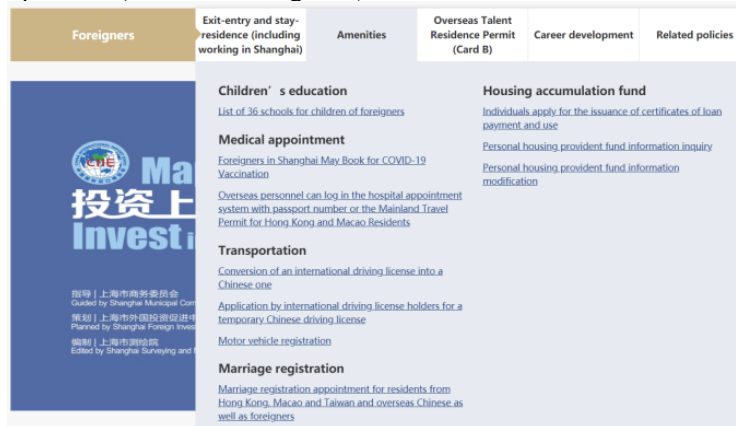 Foreigners
Exit-entry and stay-
residence (including
working in Shanghai)
Amenities
Overseas Talent
Residence Permit
(Card B)
Career development
Related policies
Children's education
List of 36 schools for children of foreigners
Medical appointment
Foreigners in Shanghai May Book for COVID-19
Vaccination
Overseas personnel can log in the hospital appointment
system with passport number or the Mainland Travel
Permit for Hong Kong and Macao Residents
Transportation
Conversion of an international driving license into a
Chinese one
Application by international driving license holders for a
temporary Chinese driving license
Motor vehicle registration
Marriage registration
Marriage registration appointment for residents from
Hong Kong, Macao and Taiwan and overseas Chinese as
well as foreigners
Housing accumulation fund
Individuals apply for the issuance of certificates of loan
payment and use
Personal housing provident fund information inquiry
Personal housing provident fund information
modification
Ma
投资上
Invest i
指导 | 上海市商务委员会
Guided by Shanghai Municipal Com
策划 | 上海市外国投资促进中
Planned by Shanghai Foreign Inves
编制 | 上海市测绘院
Edited by Shanghai Surveying and